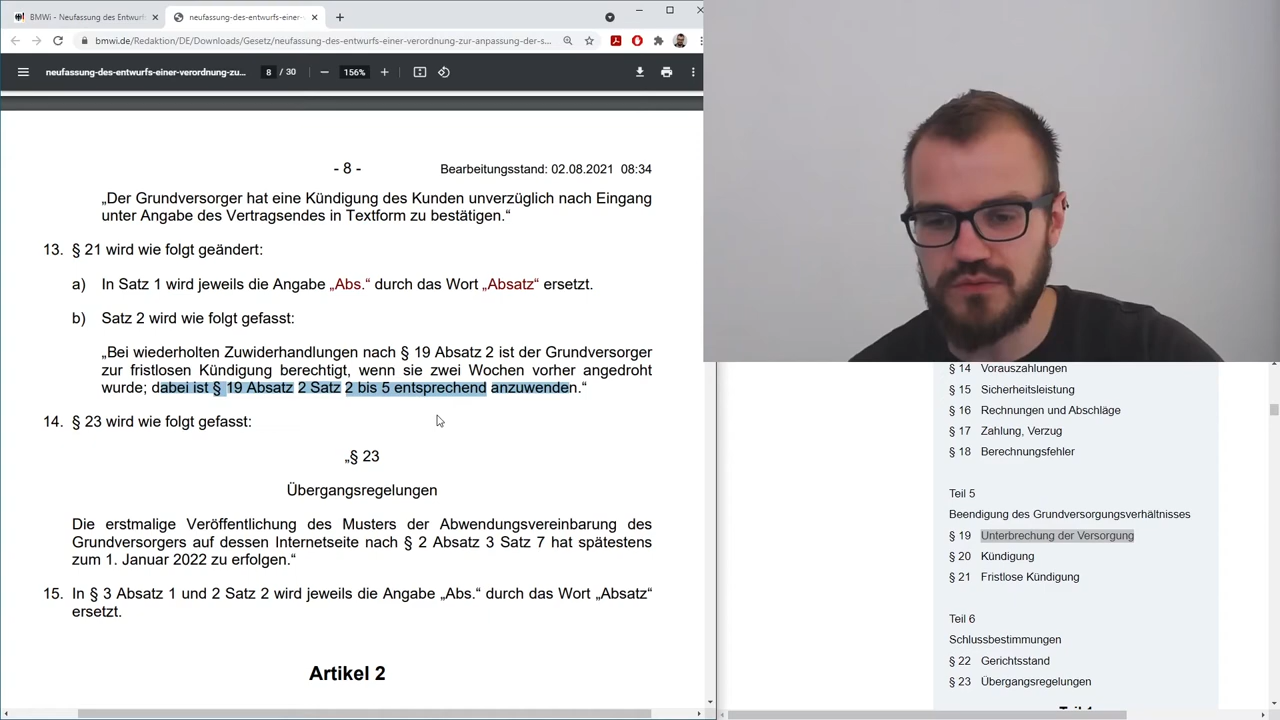 BMWi - Neufassung des Entwurfs
neufassung-des-entwurfs-einer-v
bmwi.de/Redaktion/DE/Downloads/Gesetz/neufassung-des-entwurfs-einer-verordnung-zur-anpassung-der-s...
neufassung-des-entwurfs-einer-verordnung-zu...
8 / 30
156%
- 8 -
Bearbeitungsstand: 02.08.2021 08:34
„Der Grundversorger hat eine Kündigung des Kunden unverzüglich nach Eingang
unter Angabe des Vertragsendes in Textform zu bestätigen.“
13. § 21 wird wie folgt geändert:
a) In Satz 1 wird jeweils die Angabe „Abs.“ durch das Wort „Absatz“ ersetzt.
b) Satz 2 wird wie folgt gefasst:
„Bei wiederholten Zuwiderhandlungen nach § 19 Absatz 2 ist der Grundversorger
zur fristlosen Kündigung berechtigt, wenn sie zwei Wochen vorher angedroht
wurde; dabei ist § 19 Absatz 2 Satz 2 bis 5 entsprechend anzuwenden.“
14. § 23 wird wie folgt gefasst:
„§ 23
Übergangsregelungen
Die erstmalige Veröffentlichung des Musters der Abwendungsvereinbarung des
Grundversorgers auf dessen Internetseite nach § 2 Absatz 3 Satz 7 hat spätestens
zum 1. Januar 2022 zu erfolgen.“
15. In § 3 Absatz 1 und 2 Satz 2 wird jeweils die Angabe „Abs.“ durch das Wort „Absatz“
ersetzt.
Artikel 2
§ 14 Vorauszahlungen
§ 15 Sicherheitsleistung
§ 16 Rechnungen und Abschläge
§ 17 Zahlung, Verzug
§ 18 Berechnungsfehler
Teil 5
Beendigung des Grundversorgungsverhältnisses
§ 19 Unterbrechung der Versorgung
§ 20 Kündigung
§ 21 Fristlose Kündigung
Teil 6
Schlussbestimmungen
§ 22 Gerichtsstand
§ 23 Übergangsregelungen
Teil 1